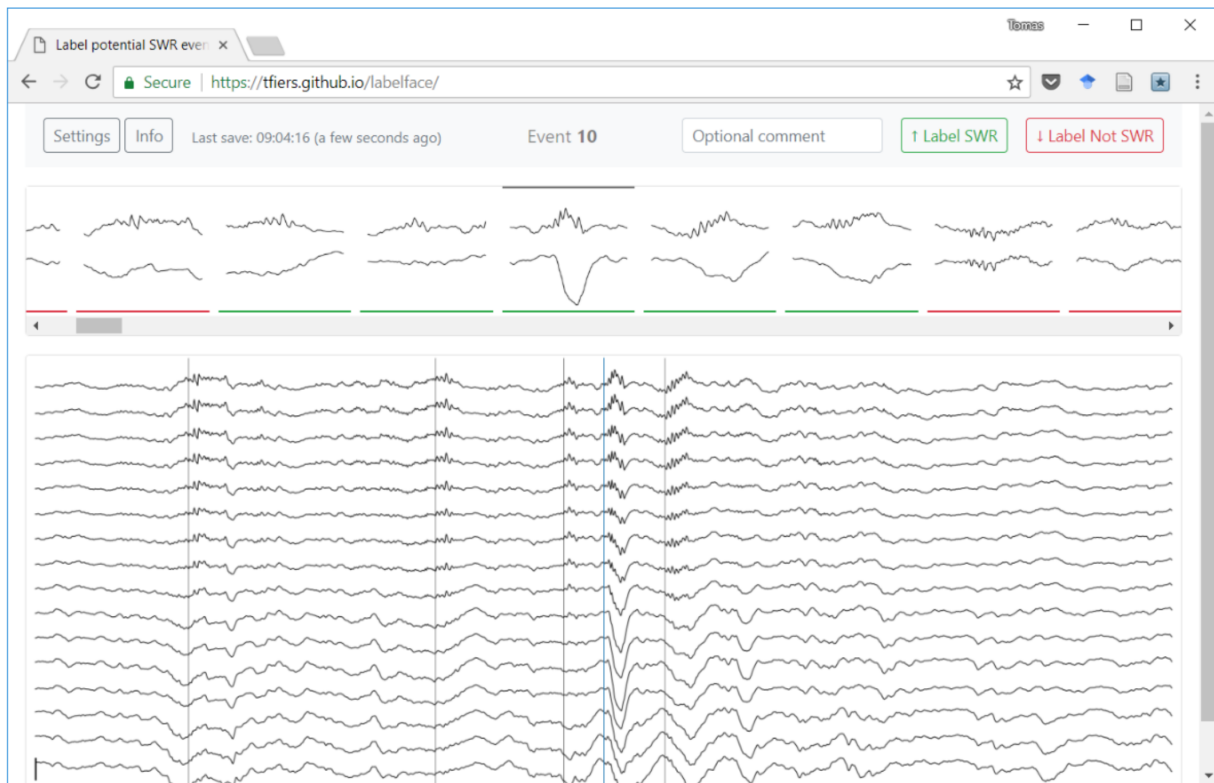 Tomas
Label potential SWR even
Secure | https://tfiers.github.io/labelface/
Settings Info Last save: 09:04:16 (a few seconds ago) Event 10 Optional comment ↑ Label SWR ↓ Label Not SWR